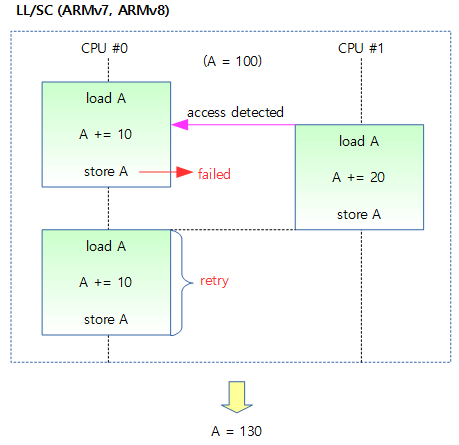 LL/SC (ARMv7, ARMv8)
CPU #0
CPU #1
(A = 100)
load A
A += 10
store A
access detected
failed
load A
A += 20
store A
load A
A += 10
store A
retry
A = 130